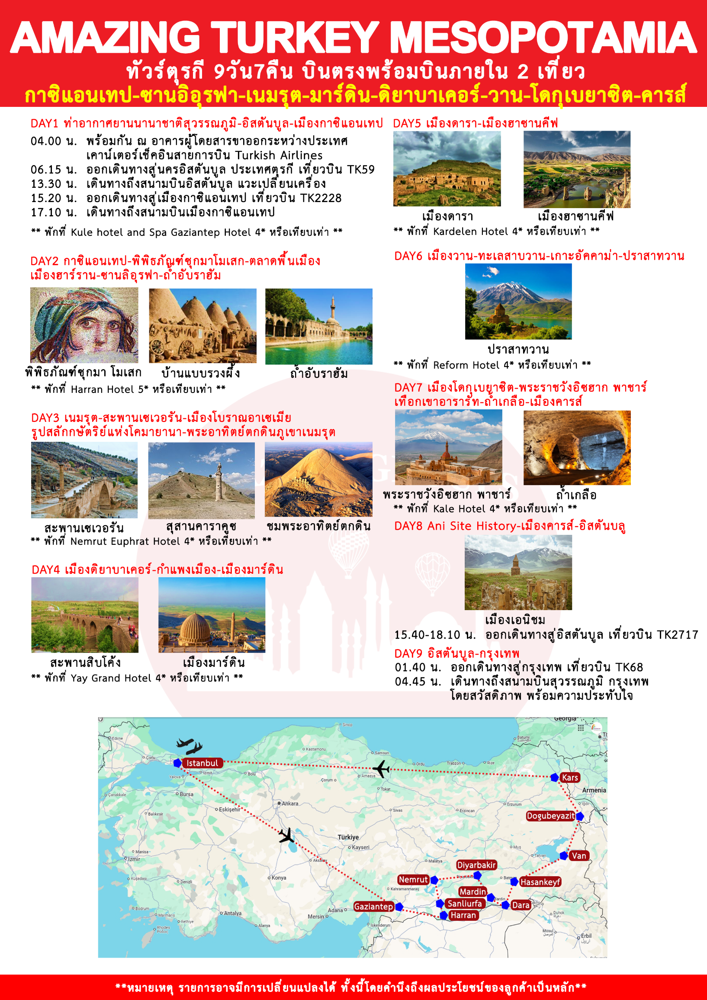 AMAZING TURKEY MESOPOTAMIA
ทัวร์ตุรกี 9วัน7คืน บินตรงพร้อมบินภายใน 2 เที่ยว
กาซิแอนเทป-ซานอิอุรฟา-เนมรุต-มาร์ดิน-ดิยาบาเคอร์-วาน-โดกุเบยาซิต-คารส์
DAY1 ท่าอากาศยานนานาชาติสุวรรณภูมิ-อิสตันบูล-เมืองกาซิแอนเทป
04.00 น. พร้อมกัน ณ อาคารผู้โดยสารขาออกระหว่างประเทศ
เคาน์เตอร์เช็คอินสายการบิน Turkish Airlines
06.15 น. ออกเดินทางสู่นครอิสตันบูล ประเทศตุรกี เที่ยวบิน TK59
13.30 น. เดินทางถึงสนามบินอิสตันบูล แวะเปลี่ยนเครื่อง
15.20 น. ออกเดินทางสู่เมืองกาซิแอนเทป เที่ยวบิน TK2228
17.10 น. เดินทางถึงสนามบินเมืองกาซิแอนเทป
** พักที่ Kule hotel and Spa Gaziantep Hotel 4* หรือเทียบเท่า **
DAY2 กาซิแอนเทป-พิพิธภัณฑ์ซุกมาโมเสก-ตลาดพื้นเมือง
เมืองฮาร์ราน-ซานลิอุรฟา-ถ้ำอับราฮัม
พิพิธภัณฑ์ซุกมา โมเสก
บ้านแบบรวงผึ้ง
ถ้ำอับราฮัม
** พักที่ Harran Hotel 5* หรือเทียบเท่า **
DAY3 เนมรุต-สะพานเซเวอรัน-เมืองโบราณอาเซเมีย
รูปสลักกษัตริย์แห่งโคมายานา-พระอาทิตย์ตกดินภูเขาเนมรุต
สะพานเซเวอรัน
สุสานคาราคูซ
ชมพระอาทิตย์ตกดิน
** พักที่ Nemrut Euphrat Hotel 4* หรือเทียบเท่า **
DAY4 เมืองดิยาบาเคอร์-กำแพงเมือง-เมืองมาร์ดิน
สะพานสิบโค้ง
เมืองมาร์ดิน
** พักที่ Yay Grand Hotel 4* หรือเทียบเท่า **
DAY5 เมืองดารา-เมืองฮาซานคีฟ
เมืองดารา
เมืองฮาซานคีฟ
** พักที่ Kardelen Hotel 4* หรือเทียบเท่า **
DAY6 เมืองวาน-ทะเลสาบวาน-เกาะอัคคาม่า-ปราสาทวาน
ปราสาทวาน
** พักที่ Reform Hotel 4* หรือเทียบเท่า **
DAY7 เมืองโดกุเบยาซิต-พระราชวังอิชฮาก พาชาร์
เทือกเขาอารารัท-ถ้ำเกลือ-เมืองคารส์
พระราชวังอิชฮาก พาชาร์
ถ้ำเกลือ
** พักที่ Kale Hotel 4* หรือเทียบเท่า **
DAY8 Ani Site History-เมืองคารส์-อิสตันบลู
เมืองเอนิชม
15.40-18.10 น. ออกเดินทางสู่อิสตันบูล เที่ยวบิน TK2717
DAY9 อิสตันบูล-กรุงเทพ
01.40 น. ออกเดินทางสู่กรุงเทพ เที่ยวบิน TK68
04.45 น. เดินทางถึงสนามบินสุวรรณภูมิ กรุงเทพ
โดยสวัสดิภาพ พร้อมความประทับใจ
Georgia
Sinop
Edirne
Batumi
Kastamonu
Samsun
Çorlu
Istanbul
Ordu
Trabzon
Rize
Izmit
Bolu
Yalova
Amasya
Çorum
Kars
Tokat
Armenia
Çanakkale
Bursa
Ankara
Erzurum
Iğdır
Eskişehir
Sivas
Erzincan
Balıkesir
Dogubeyazit
Türkiye
Kayseri
Muş
Manisa
Tatvan
Van
İzmir
Aksaray
Malatya
Diyarbakir
Konya
Kuşadası
Denizli
Nemrut
Batman
Hasankeyf
Kahramanmaraş
Mardin
Mardin
Sanliurfa
Dara
Gaziantep
Adana
Bodrum
Antalya
Mersin
Harran
Duhok
Marmaris
Fethiye
Alanya
İskenderun
Rhodes
Ρόδος
Mosul
الموصل
Erbil
اربيل
**หมายเหตุ รายการอาจมีการเปลี่ยนแปลงได้ ทั้งนี้โดยคำนึงถึงผลประโยชน์ของลูกค้าเป็นหลัก**